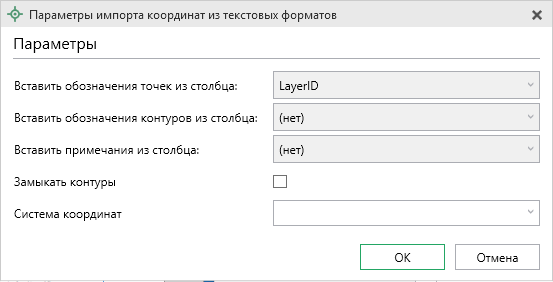 Параметры импорта координат из текстовых форматов
Параметры
Вставить обозначения точек из столбца: LayerID
Вставить обозначения контуров из столбца: (нет)
Вставить примечания из столбца: (нет)
Замыкать контуры
Система координат
OK Отмена